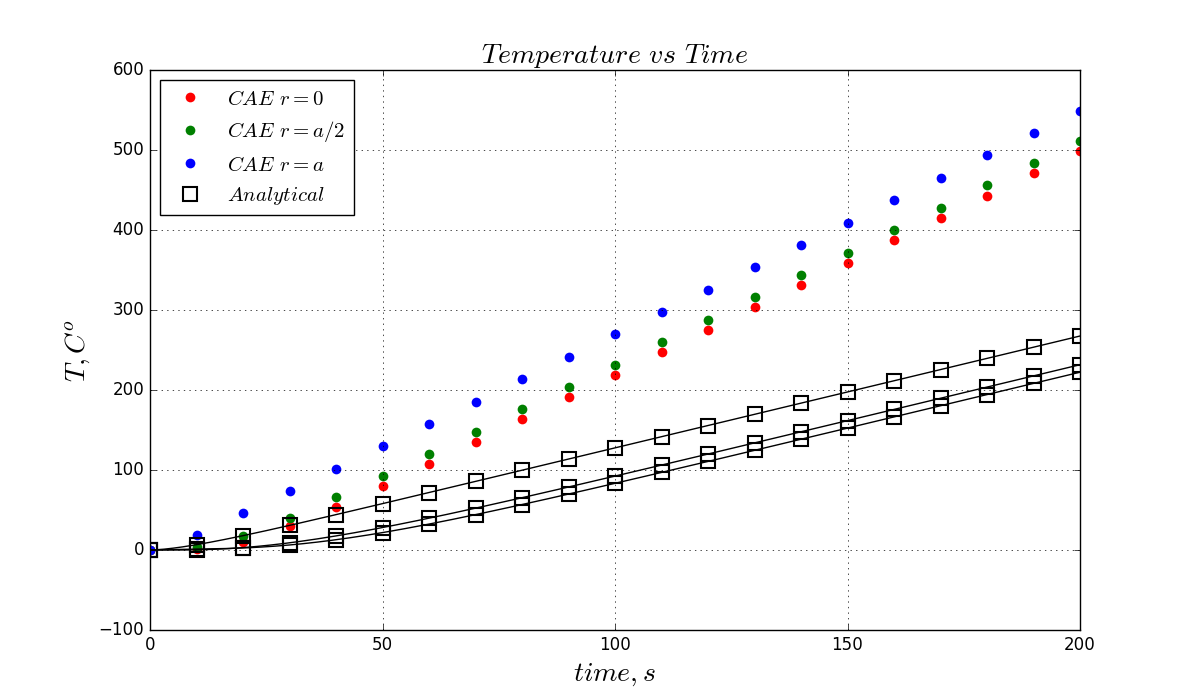 Temperature vs Time
600
500
400
300
200
100
0
−100
CAE r = 0
CAE r = a/2
CAE r = a
Analytical
T, C^o
0 50 100 150 200
time, s